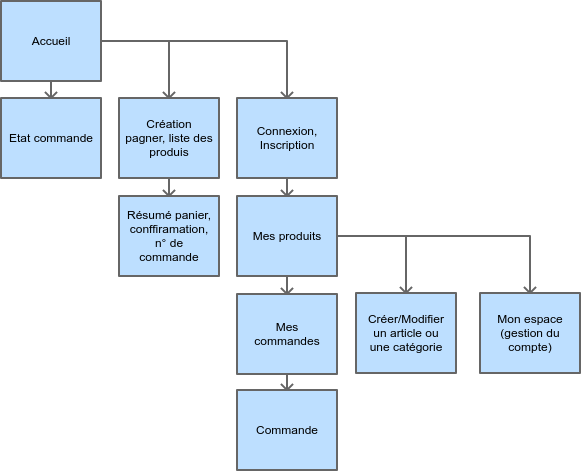 Accueil
Etat commande
Création
pagner, liste des
produis
Connexion,
Inscription
Résumé panier,
conffiramation,
n° de
commande
Mes produits
Mes
commandes
Créer/Modifier
un article ou
une catégorie
Mon espace
(gestion du
compte)
Commande